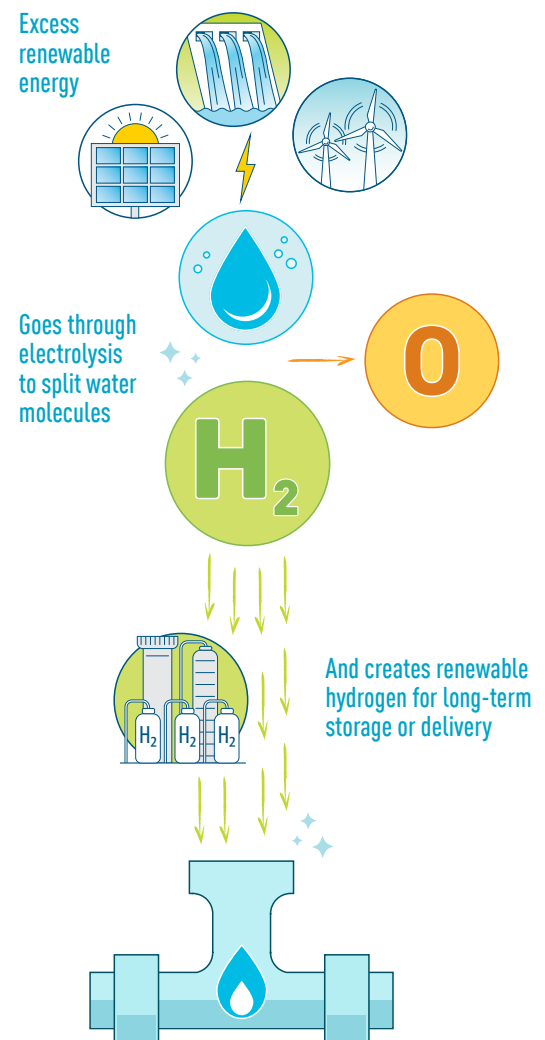 Excess
renewable
energy
Goes through
electrolysis
to split water
molecules
O
H₂
And creates renewable
hydrogen for long-term
storage or delivery
H₂ H₂ H₂